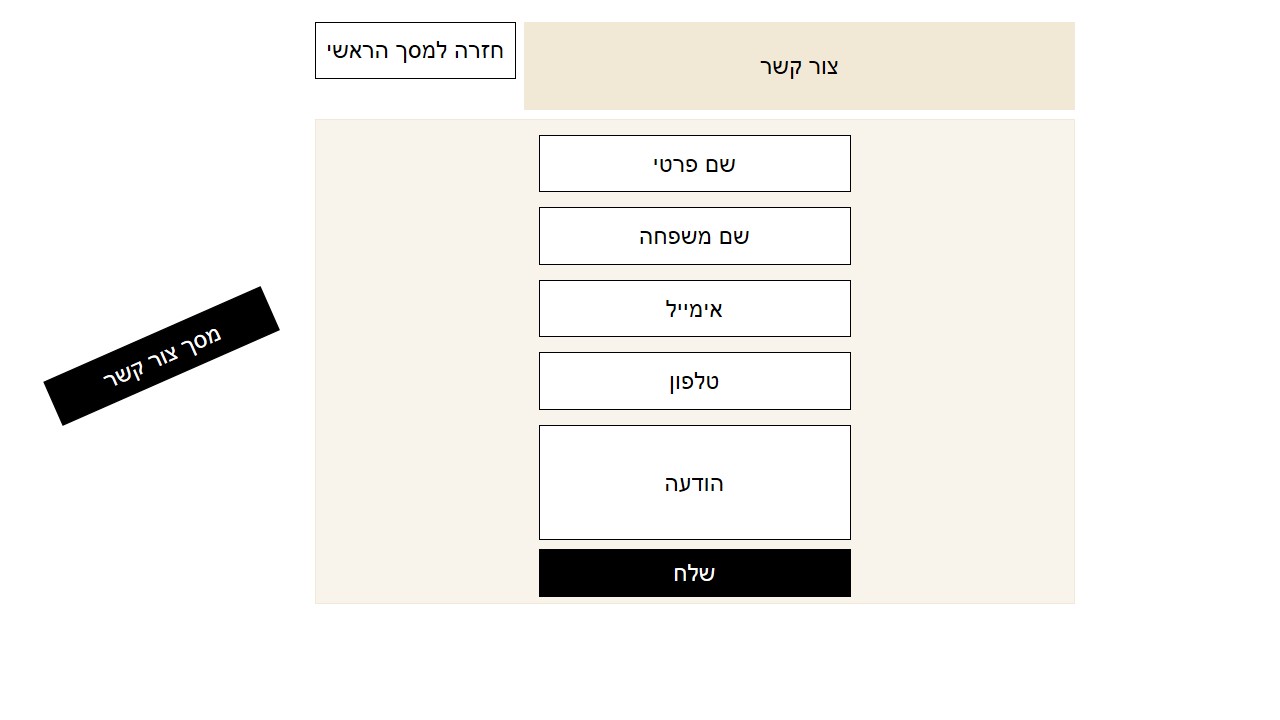 צור קשר
חזרה למסך הראשי
שם פרטי
שם משפחה
אימייל
טלפון
הודעה
שלח
מסך צור קשר